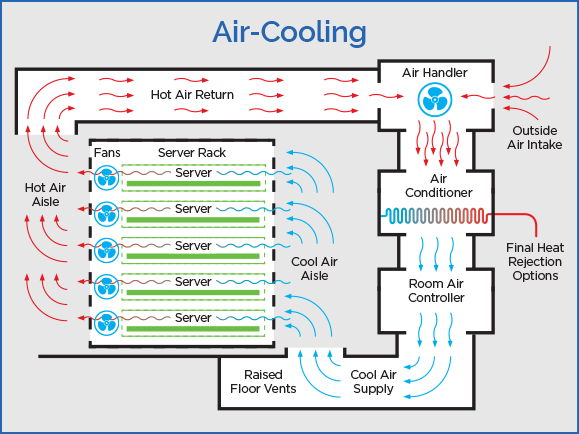 Air-Cooling
Air Handler
Hot Air Return
Outside
Air Intake
Fans
Server Rack
Server
Server
Server
Server
Server
Hot Air
Aisle
Cool Air
Aisle
Air
Conditioner
Final Heat
Rejection
Options
Room Air
Controller
Raised
Floor Vents
Cool Air
Supply